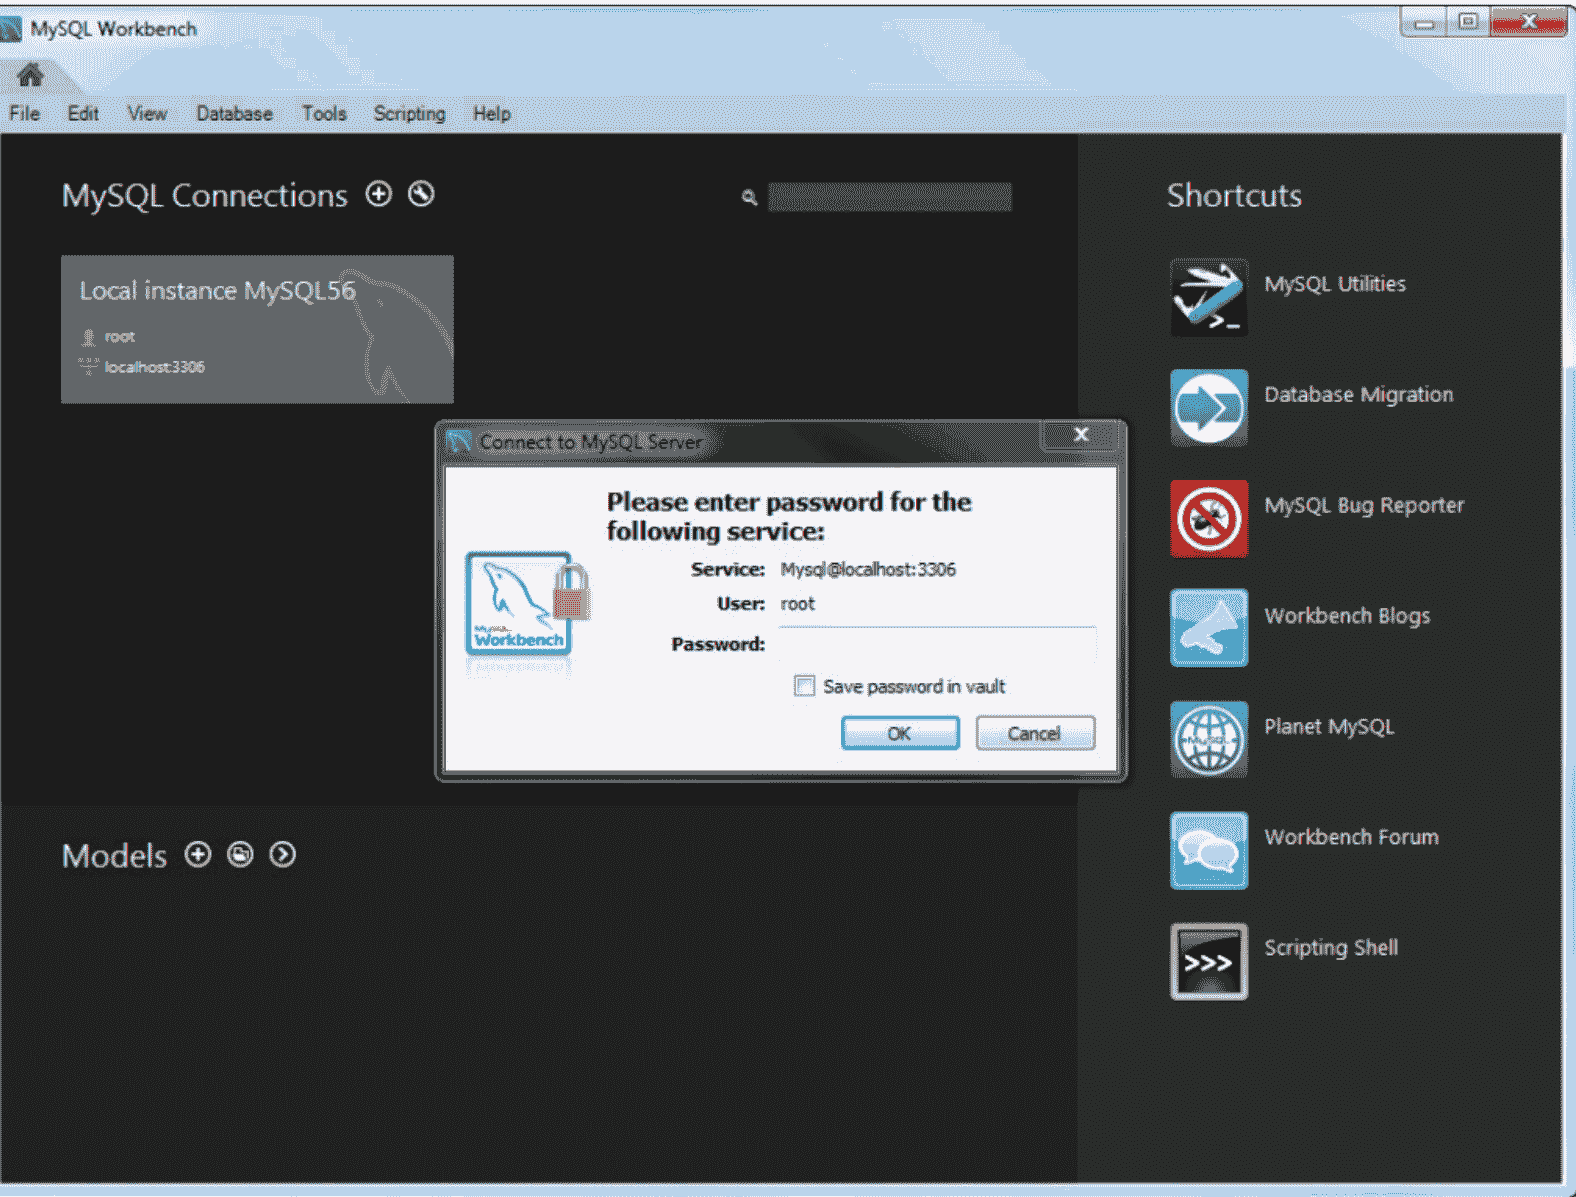 MySQL Workbench
File Edit View Database Tools Scripting Help
MySQL Connections
Local instance MySQL56
root
localhost:3306
Shortcuts
MySQL Utilities
Database Migration
MySQL Bug Reporter
Workbench Blogs
Planet MySQL
Workbench Forum
>>>
Scripting Shell
Connect to MySQL Server
X
Please enter password for the
following service:
MySQL
Workbench
Service: Mysql@localhost:3306
User: root
Password:
Save password in vault
OK Cancel
Models